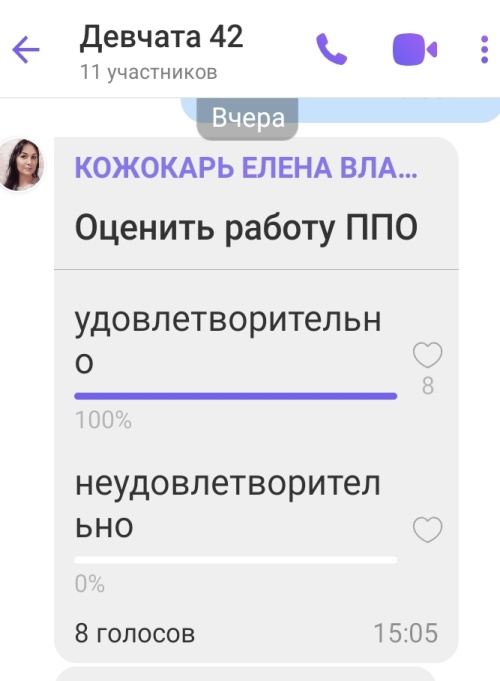 Девчата 42
11 участников
Вчера
КОЖОКАРЬ ЕЛЕНА ВЛА...
Оценить работу ППО
удовлетворительн
о
8
100%
неудовлетворител
ьно
0%
8 голосов
15:05